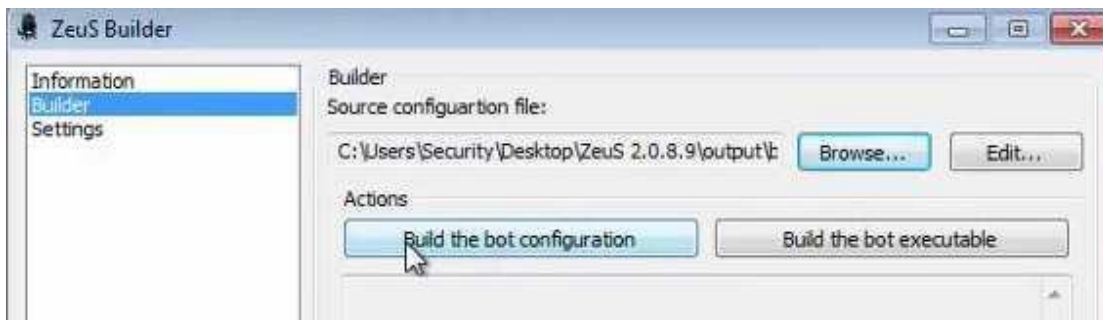 ZeuS Builder
Information
Builder
Settings
Builder
Source configuartion file:
C:\Users\Security\Desktop\ZeuS 2.0.8.9\output\b
Browse...
Edit...
Actions
Build the bot configuration
Build the bot executable